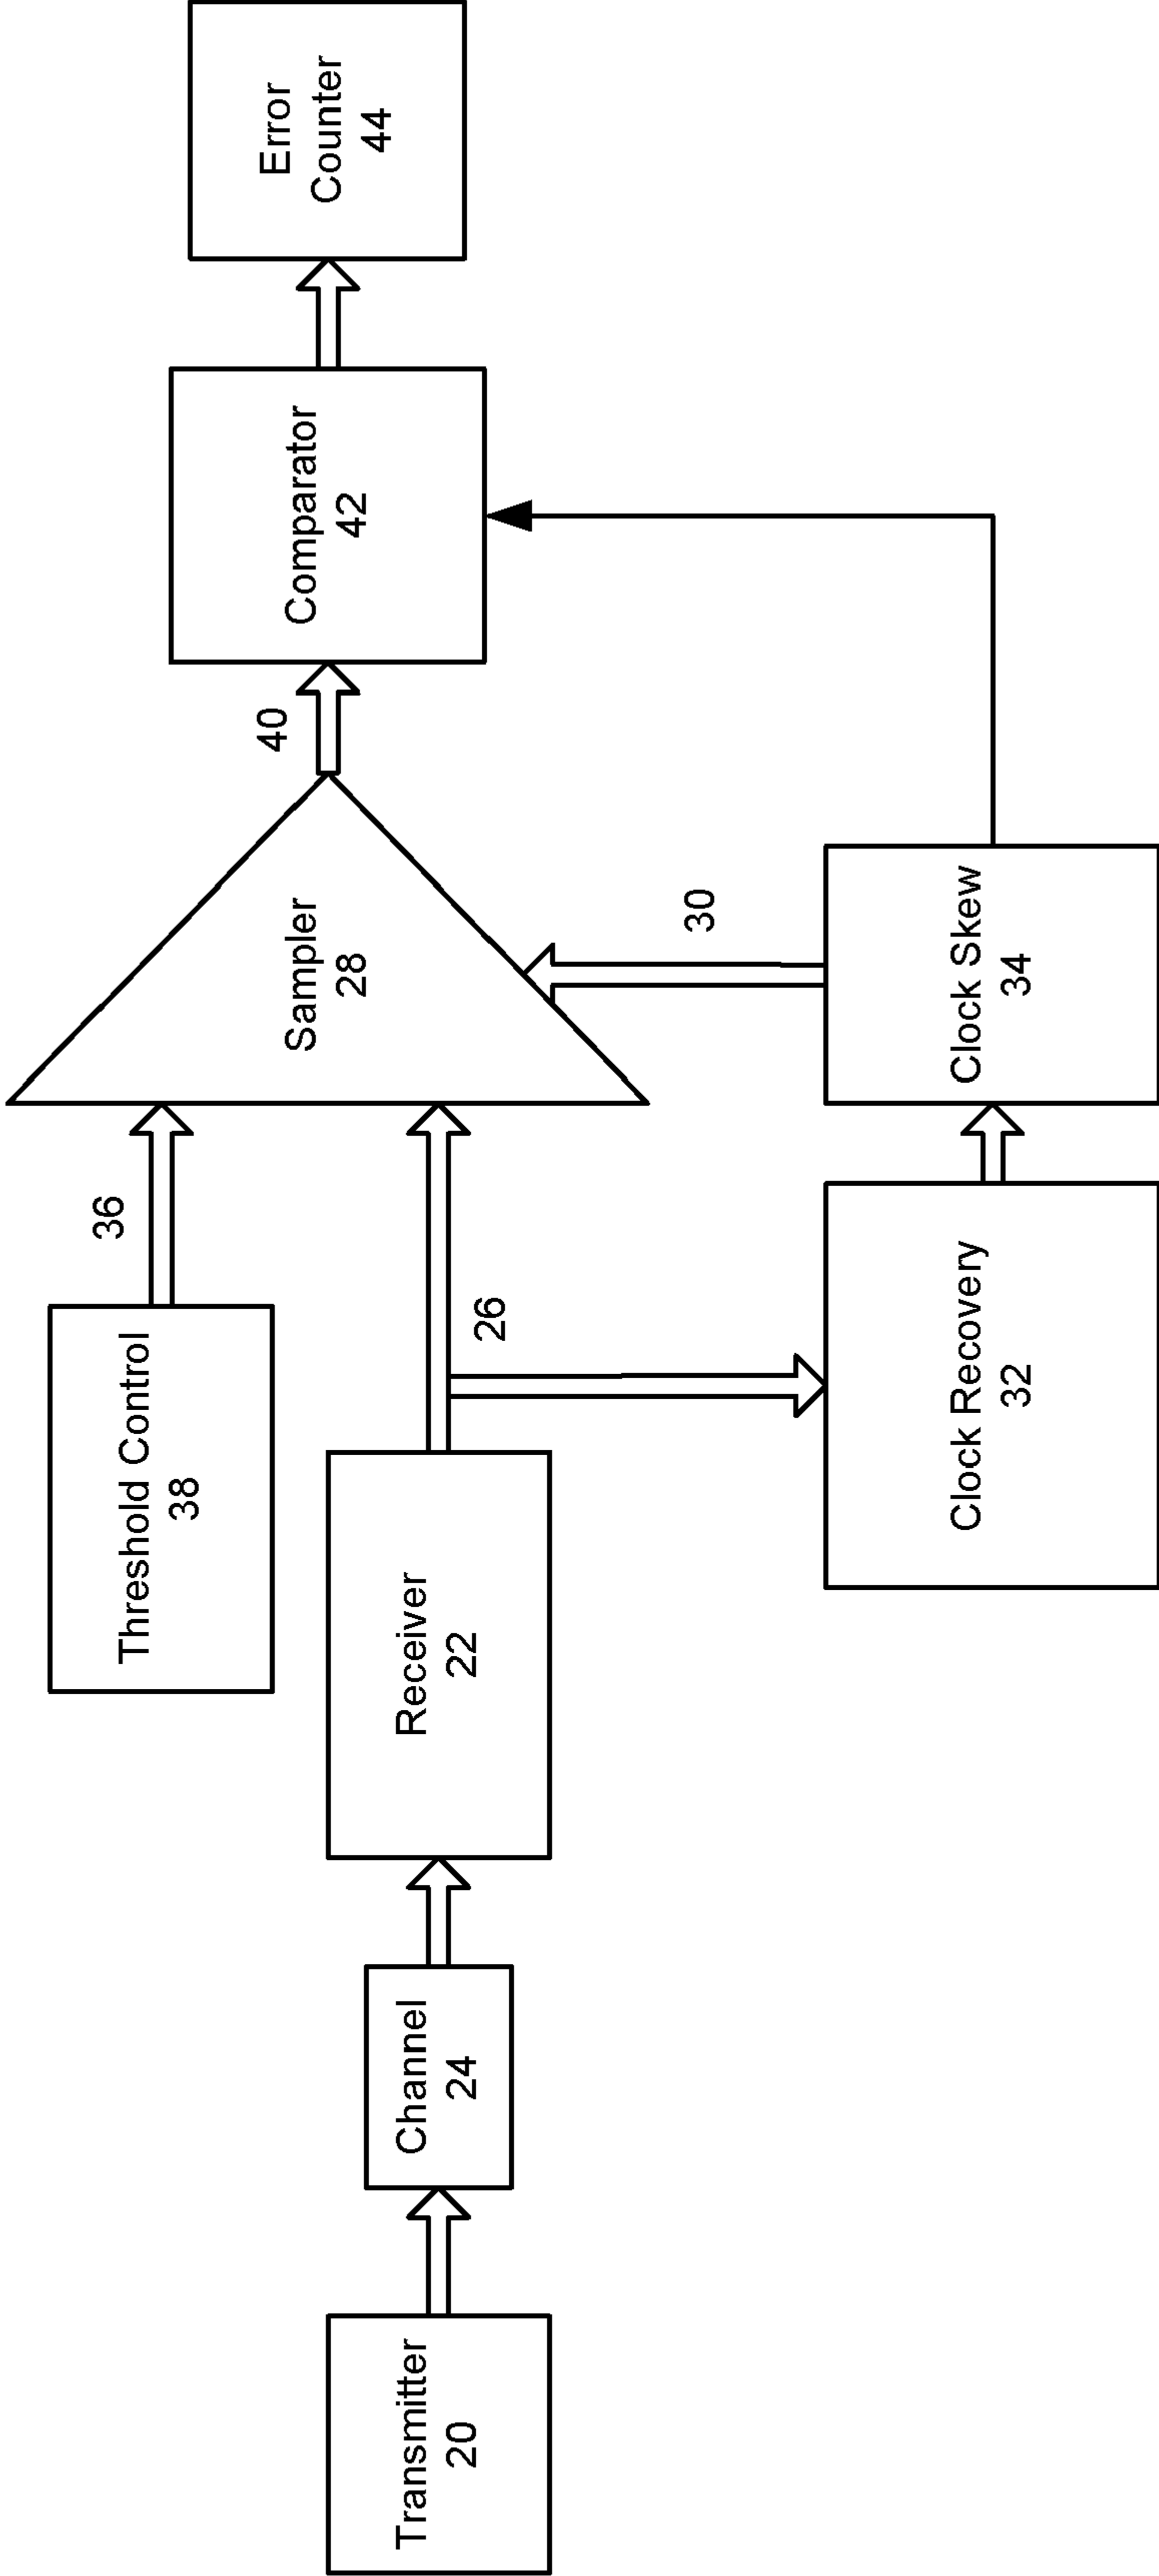 Transmitter
20
Channel
24
Receiver
22
Threshold Control
38
36
26
Clock Recovery
32
Sampler
28
30
Clock Skew
34
40
Comparator
42
Error
Counter
44